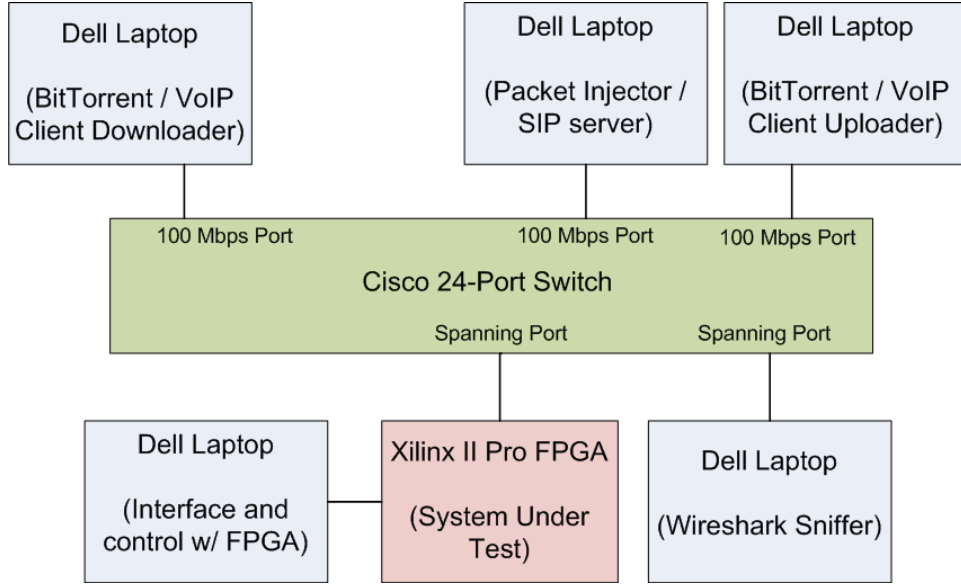 Dell Laptop
(BitTorrent / VoIP
Client Downloader)
Dell Laptop
(Packet Injector /
SIP server)
Dell Laptop
(BitTorrent / VoIP
Client Uploader)
100 Mbps Port
100 Mbps Port
100 Mbps Port
Cisco 24-Port Switch
Spanning Port
Spanning Port
Dell Laptop
(Interface and
control w/ FPGA)
Xilinx II Pro FPGA
(System Under
Test)
Dell Laptop
(Wireshark Sniffer)